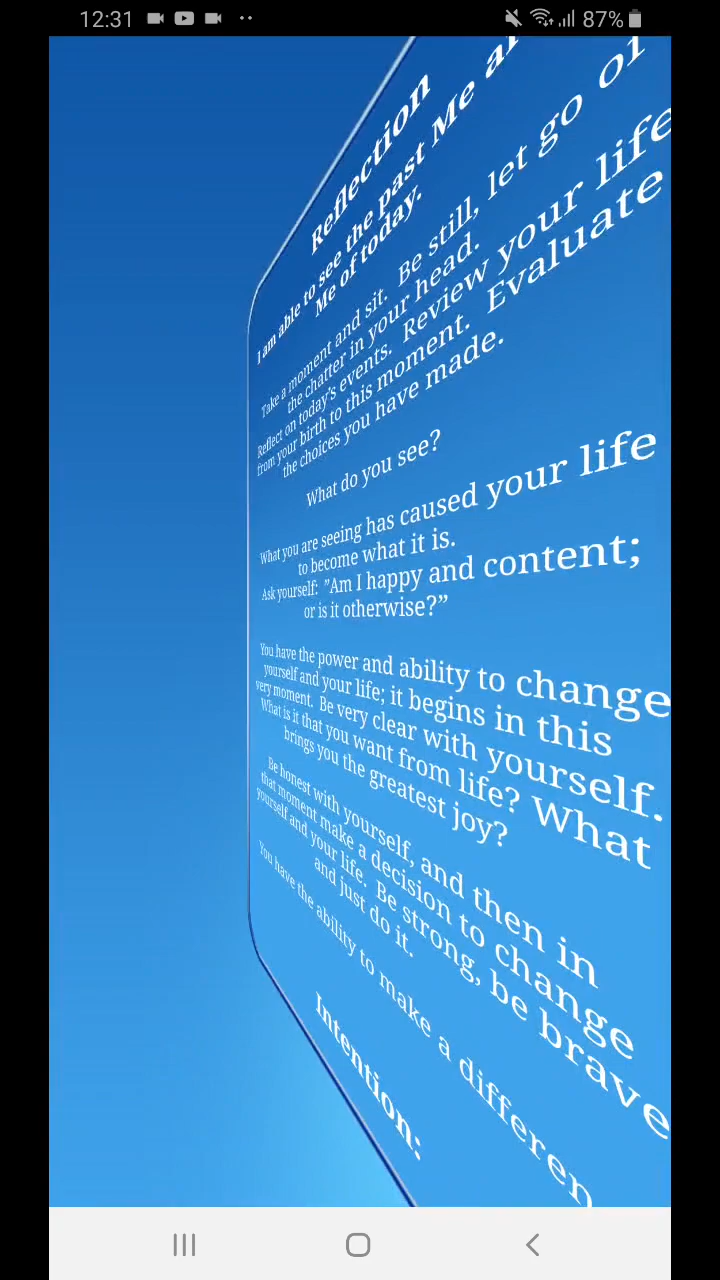 12:31
87%
Reflection
I am able to see the past Me
Me of today.
Take a moment and sit. Be still, let go of
the chatter in your head.
Reflect on today's events. Review your life
from your birth to this moment. Evaluate
the choices you have made.
What do you see?
What you are seeing has caused your life
to become what it is.
Ask yourself: "Am I happy and content;
or is it otherwise?"
You have the power and ability to change
yourself and your life; it begins in this
very moment. Be very clear with yourself.
What is it that you want from life? What
brings you the greatest joy?
Be honest with yourself, and then in
that moment make a decision to change
yourself and your life. Be strong, be brave
and just do it.
You have the ability to make a differen
Intention: